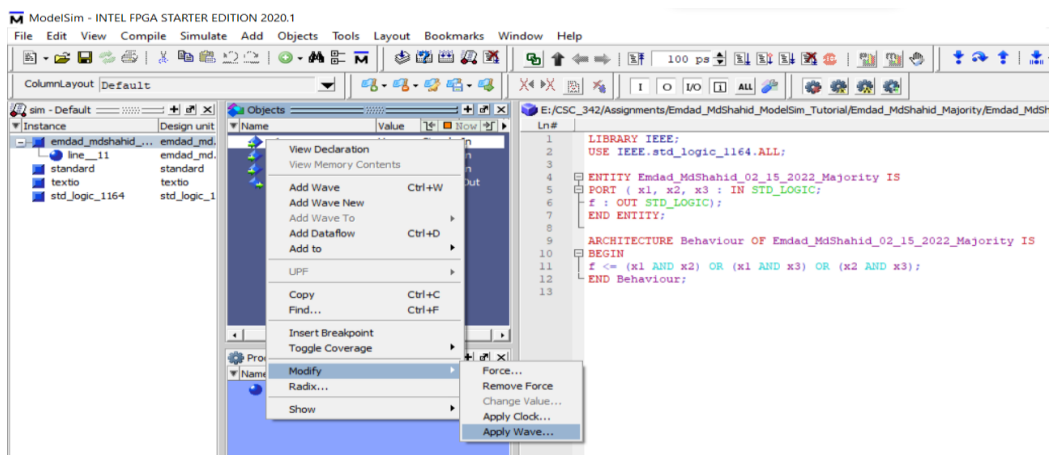 ModelSim - INTEL FPGA STARTER EDITION 2020.1
File Edit View Compile Simulate Add Objects Tools Layout Bookmarks Window Help
100 ps
ColumnLayout Default
I O I/O ALL
sim - Default
Instance Design unit
emdad_mdshahid_... emdad_md.
line__11 emdad_md.
standard standard
textio textio
std_logic_1164 std_logic_1
Objects
Name Value Now
In
n
n
Out
View Declaration
View Memory Contents
Add Wave Ctrl+W
Add Wave New
Add Wave To
Add Dataflow Ctrl+D
Add to
UPF
Copy Ctrl+C
Find... Ctrl+F
Insert Breakpoint
Toggle Coverage
Modify
Radix...
Show
Force...
Remove Force
Change Value...
Apply Clock...
Apply Wave...
Proc
Name
E:/CSC_342/Assignments/Emdad_MdShahid_ModelSim_Tutorial/Emdad_MdShahid_Majority/Emdad_MdSh
Ln#
1 LIBRARY IEEE;
2 USE IEEE.std_logic_1164.ALL;
3
4 ENTITY Emdad_MdShahid_02_15_2022_Majority IS
5 PORT ( x1, x2, x3 : IN STD_LOGIC;
6 f : OUT STD_LOGIC);
7 END ENTITY;
8
9 ARCHITECTURE Behaviour OF Emdad_MdShahid_02_15_2022_Majority IS
10 BEGIN
11 f <= (x1 AND x2) OR (x1 AND x3) OR (x2 AND x3);
12 END Behaviour;
13